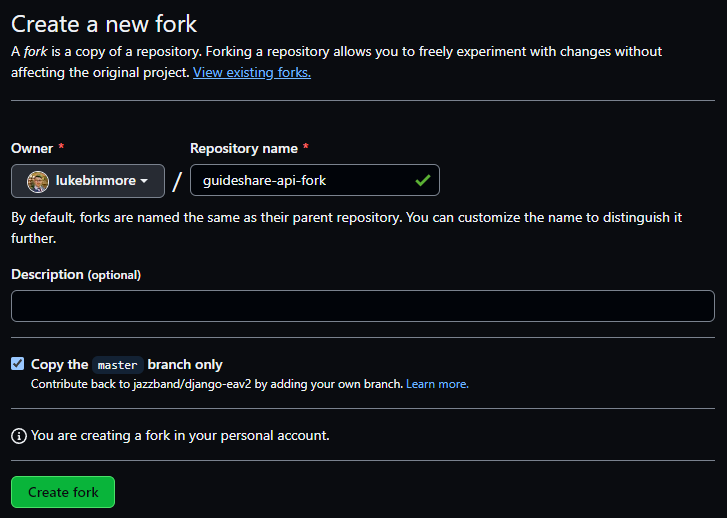 Create a new fork
A fork is a copy of a repository. Forking a repository allows you to freely experiment with changes without
affecting the original project. View existing forks.
Owner * Repository name *
lukebinmore / guideshare-api-fork
By default, forks are named the same as their parent repository. You can customize the name to distinguish it
further.
Description (optional)
Copy the master branch only
Contribute back to jazzband/django-eav2 by adding your own branch. Learn more.
You are creating a fork in your personal account.
Create fork